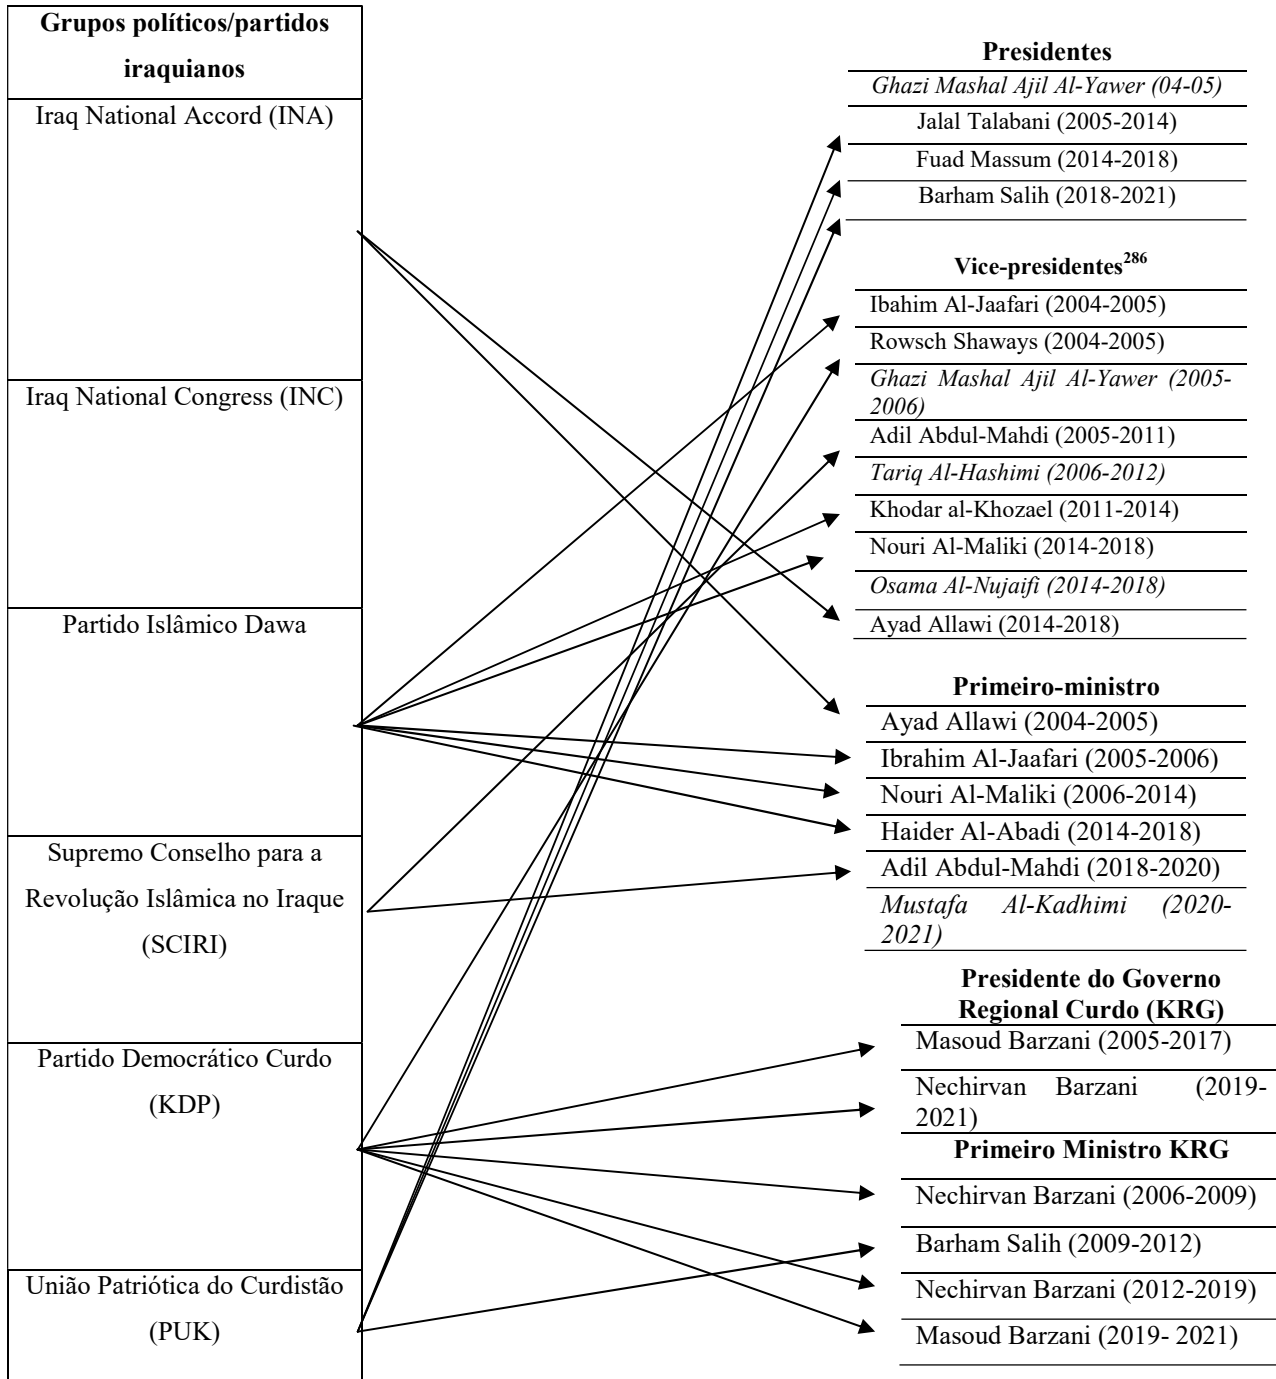 Grupos políticos/partidos
iraquianos
Iraq National Accord (INA)
Iraq National Congress (INC)
Partido Islâmico Dawa
Supremo Conselho para a
Revolução Islâmica no Iraque
(SCIRI)
Partido Democrático Curdo
(KDP)
União Patriótica do Curdistão
(PUK)
Presidentes
Ghazi Mashal Ajil Al-Yawer (04-05)
Jalal Talabani (2005-2014)
Fuad Massum (2014-2018)
Barham Salih (2018-2021)
Vice-presidentes286
Ibahim Al-Jaafari (2004-2005)
Rowsch Shaways (2004-2005)
Ghazi Mashal Ajil Al-Yawer (2005-
2006)
Adil Abdul-Mahdi (2005-2011)
Tariq Al-Hashimi (2006-2012)
Khodar al-Khozael (2011-2014)
Nouri Al-Maliki (2014-2018)
Osama Al-Nujaifi (2014-2018)
Ayad Allawi (2014-2018)
Primeiro-ministro
Ayad Allawi (2004-2005)
Ibrahim Al-Jaafari (2005-2006)
Nouri Al-Maliki (2006-2014)
Haider Al-Abadi (2014-2018)
Adil Abdul-Mahdi (2018-2020)
Mustafa Al-Kadhimi (2020-
2021)
Presidente do Governo
Regional Curdo (KRG)
Masoud Barzani (2005-2017)
Nechirvan Barzani (2019-
2021)
Primeiro Ministro KRG
Nechirvan Barzani (2006-2009)
Barham Salih (2009-2012)
Nechirvan Barzani (2012-2019)
Masoud Barzani (2019- 2021)